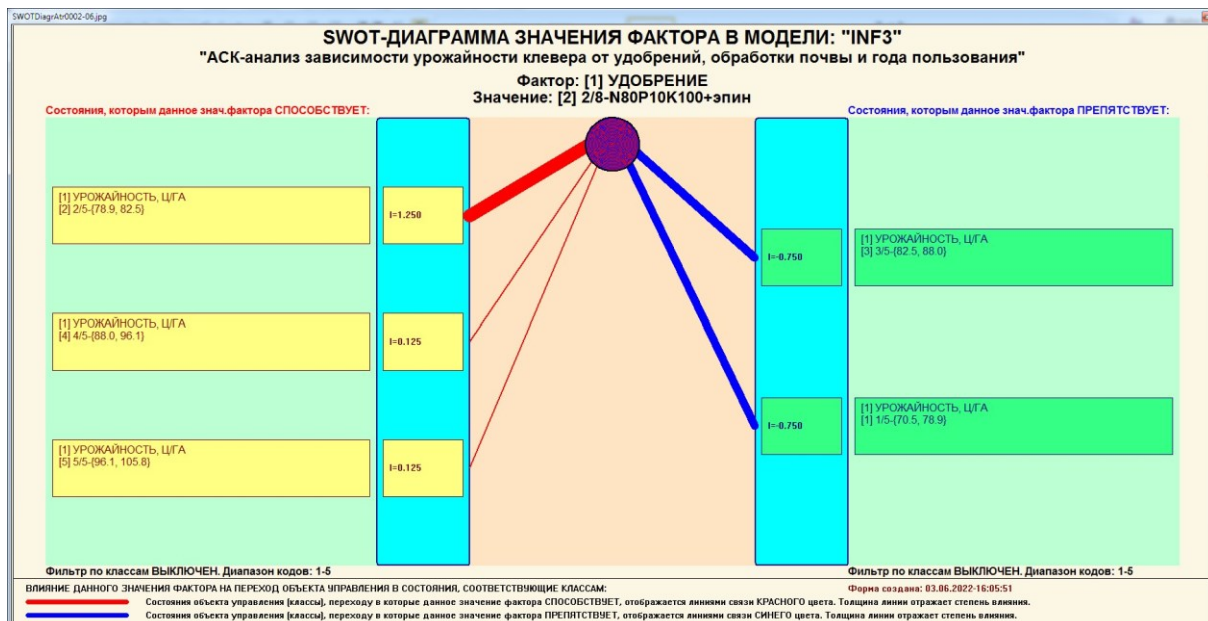 SWOTDiagrAtr0002-06.jpg
SWOT-ДИАГРАММА ЗНАЧЕНИЯ ФАКТОРА В МОДЕЛИ: "INF3"
"АСК-анализ зависимости урожайности клевера от удобрений, обработки почвы и года пользования"
Фактор: [1] УДОБРЕНИЕ
Значение: [2] 2/8-N80P10K100+эпин
Состояния, которым данное знач.фактора СПОСОБСТВУЕТ:
Состояния, которым данное знач.фактора ПРЕПЯТСТВУЕТ:
[1] УРОЖАЙНОСТЬ, Ц/ГА
[2] 2/5-{78.9, 82.5}
I=1.250
[1] УРОЖАЙНОСТЬ, Ц/ГА
[4] 4/5-{88.0, 96.1}
I=0.125
[1] УРОЖАЙНОСТЬ, Ц/ГА
[5] 5/5-{96.1, 105.8}
I=0.125
I=-0.750
[1] УРОЖАЙНОСТЬ, Ц/ГА
[3] 3/5-{82.5, 88.0}
I=-0.750
[1] УРОЖАЙНОСТЬ, Ц/ГА
[1] 1/5-{70.5, 78.9}
Фильтр по классам ВЫКЛЮЧЕН. Диапазон кодов: 1-5
Фильтр по классам ВЫКЛЮЧЕН. Диапазон кодов: 1-5
ВЛИЯНИЕ ДАННОГО ЗНАЧЕНИЯ ФАКТОРА НА ПЕРЕХОД ОБЪЕКТА УПРАВЛЕНИЯ В СОСТОЯНИЯ, СООТВЕТСТВУЮЩИЕ КЛАССАМ:
Форма создана: 03.06.2022-16:05:51
Состояния объекта управления [классы], переходу в которые данное значение фактора СПОСОБСТВУЕТ, отображается линиями связи КРАСНОГО цвета. Толщина линии отражает степень влияния.
Состояния объекта управления [классы], переходу в которые данное значение фактора ПРЕПЯТСТВУЕТ, отображается линиями связи СИНЕГО цвета. Толщина линии отражает степень влияния.